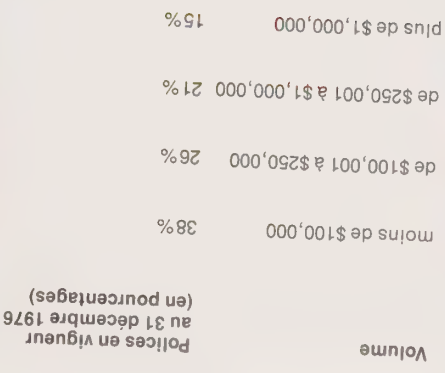 Volume Polices en vigueur
au 31 décembre 1976
(en pourcentages)
moins de $100,000 38%
de $100,001 à $250,000 26%
de $250,001 à $1,000,000 21%
plus de $1,000,000 15%